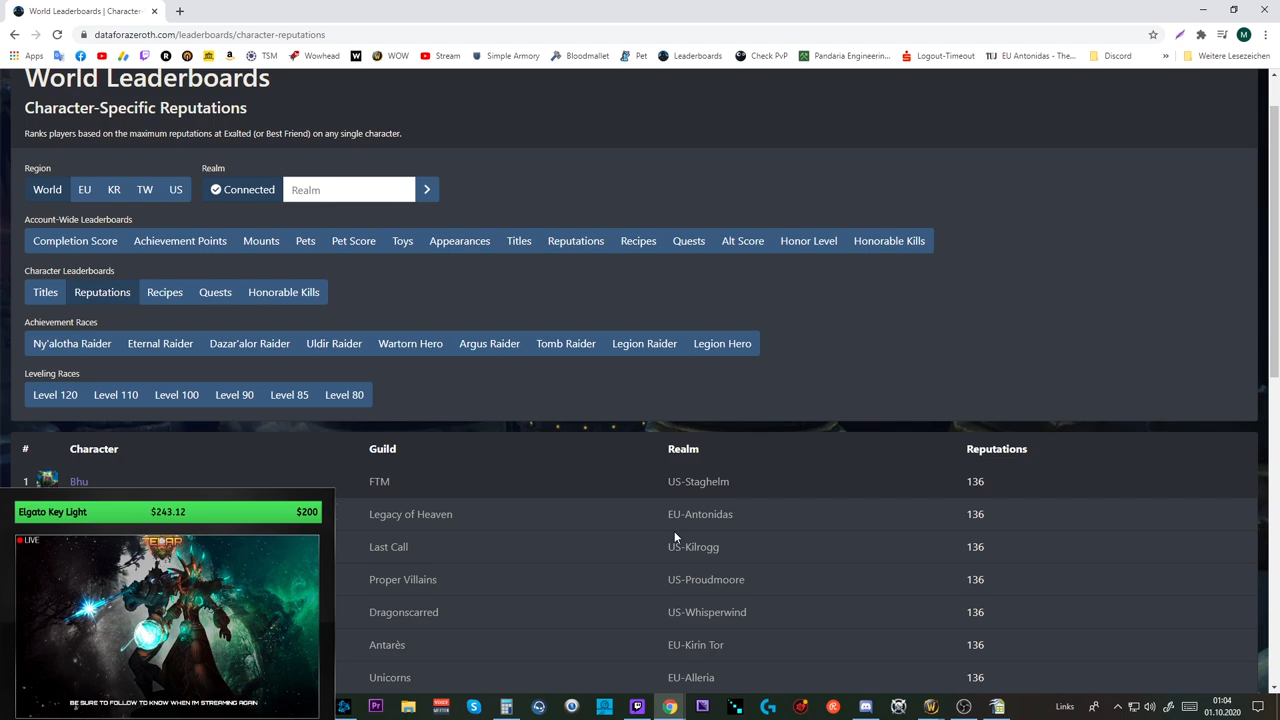 World Leaderboards | Character-
dataforazeroth.com/leaderboards/character-reputations
Apps TSM Wowhead WOW Stream Simple Armory Bloodmallet Pet Leaderboards Check PvP Pandaria Engineerin... Logout-Timeout EU Antonidas - The... Discord » Weitere Lesezeichen
World Leaderboards
Character-Specific Reputations
Ranks players based on the maximum reputations at Exalted (or Best Friend) on any single character.
Region Realm
World EU KR TW US Connected Realm
Account-Wide Leaderboards
Completion Score Achievement Points Mounts Pets Pet Score Toys Appearances Titles Reputations Recipes Quests Alt Score Honor Level Honorable Kills
Character Leaderboards
Titles Reputations Recipes Quests Honorable Kills
Achievement Races
Ny'alotha Raider Eternal Raider Dazar'alor Raider Uldir Raider Wartorn Hero Argus Raider Tomb Raider Legion Raider Legion Hero
Leveling Races
Level 120 Level 110 Level 100 Level 90 Level 85 Level 80
# Character Guild Realm Reputations
1 Bhu FTM US-Staghelm 136
Legacy of Heaven EU-Antonidas 136
Last Call US-Kilrogg 136
Proper Villains US-Proudmoore 136
Dragonscarred US-Whisperwind 136
Antarès EU-Kirin Tor 136
Unicorns EU-Alleria 136
Elgato Key Light $243.12 $200
LIVE
BE SURE TO FOLLOW TO KNOW WHEN I'M STREAMING AGAIN
Links 01:04
01.10.2020